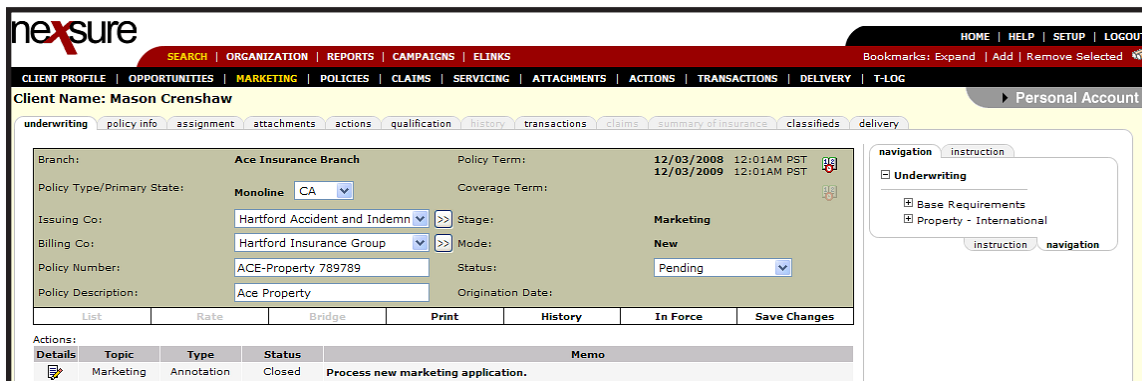 nexsure
HOME | HELP | SETUP | LOGOUT
SEARCH | ORGANIZATION | REPORTS | CAMPAIGNS | ELINKS
Bookmarks: Expand | Add | Remove Selected
CLIENT PROFILE | OPPORTUNITIES | MARKETING | POLICIES | CLAIMS | SERVICING | ATTACHMENTS | ACTIONS | TRANSACTIONS | DELIVERY | T-LOG
Client Name: Mason Crenshaw
Personal Account
underwriting policy info assignment attachments actions qualification history transactions claims summary of insurance classifieds delivery
Branch: Ace Insurance Branch Policy Term: 12/03/2008 12:01AM PST
12/03/2009 12:01AM PST
Policy Type/Primary State: Monoline CA Coverage Term:
Issuing Co: Hartford Accident and Indemn >> Stage: Marketing
Billing Co: Hartford Insurance Group >> Mode: New
Policy Number: ACE-Property 789789 Status: Pending
Policy Description: Ace Property Origination Date:
List Rate Bridge Print History In Force Save Changes
Actions:
Details Topic Type Status Memo
Marketing Annotation Closed Process new marketing application.
navigation instruction
Underwriting
Base Requirements
Property - International
instruction navigation